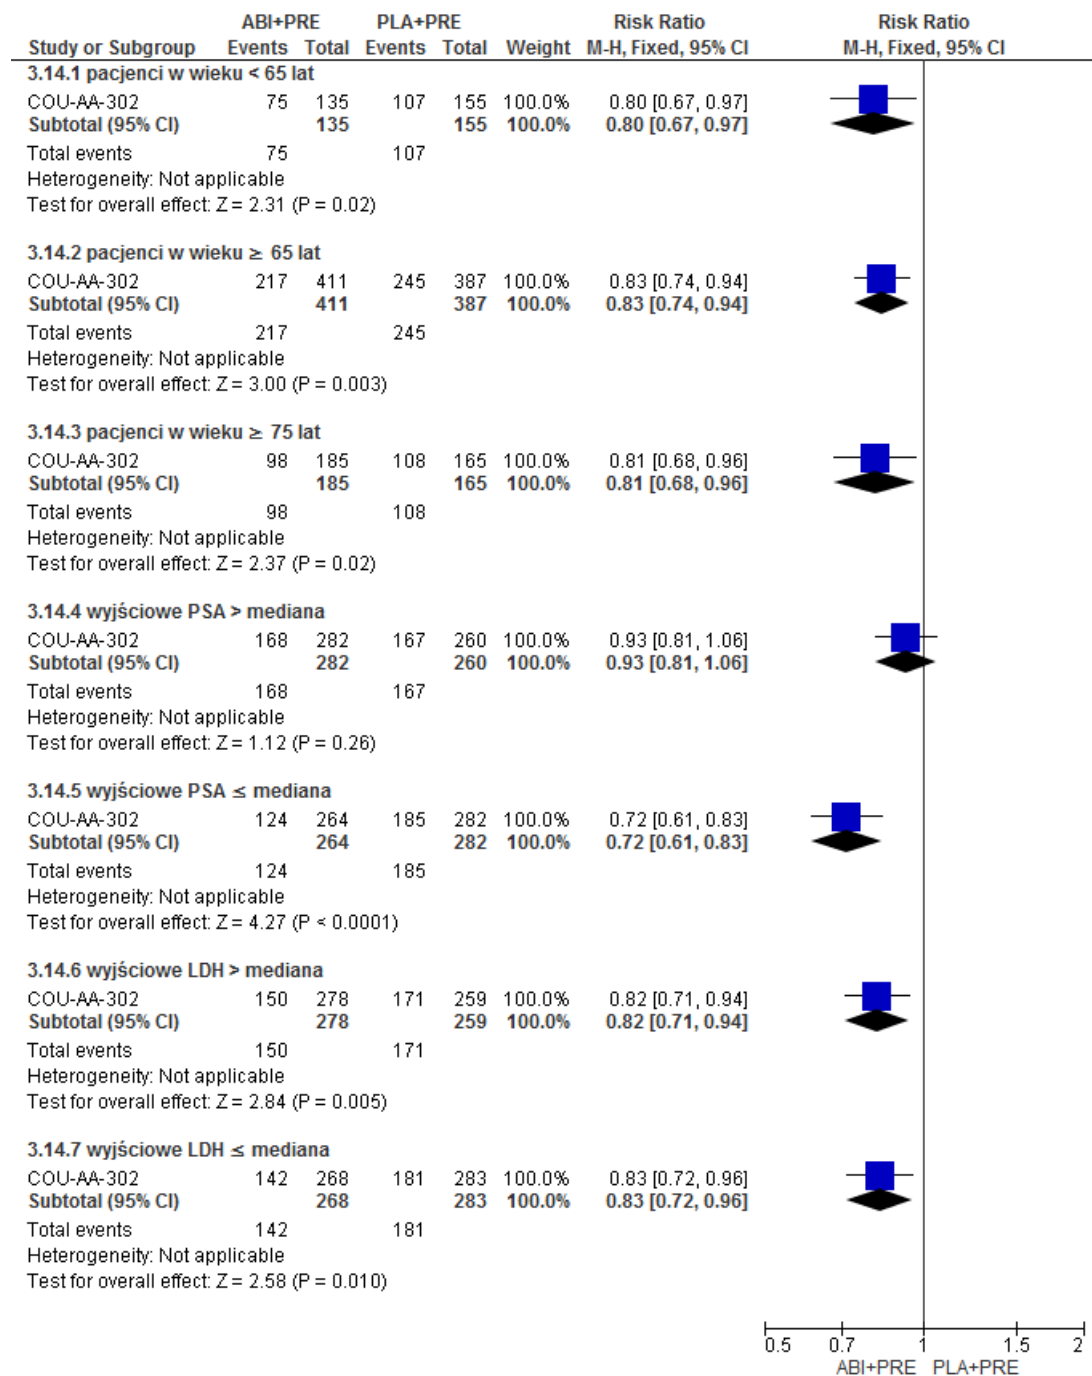 ABI+PRE PLA+PRE Risk Ratio Risk Ratio
Study or Subgroup Events Total Events Total Weight M-H, Fixed, 95% CI M-H, Fixed, 95% CI
3.14.1 pacjenci w wieku < 65 lat
COU-AA-302 75 135 107 155 100.0% 0.80 [0.67, 0.97]
Subtotal (95% CI) 135 155 100.0% 0.80 [0.67, 0.97]
Total events 75 107
Heterogeneity: Not applicable
Test for overall effect: Z = 2.31 (P = 0.02)
3.14.2 pacjenci w wieku ≥ 65 lat
COU-AA-302 217 411 245 387 100.0% 0.83 [0.74, 0.94]
Subtotal (95% CI) 411 387 100.0% 0.83 [0.74, 0.94]
Total events 217 245
Heterogeneity: Not applicable
Test for overall effect: Z = 3.00 (P = 0.003)
3.14.3 pacjenci w wieku ≥ 75 lat
COU-AA-302 98 185 108 165 100.0% 0.81 [0.68, 0.96]
Subtotal (95% CI) 185 165 100.0% 0.81 [0.68, 0.96]
Total events 98 108
Heterogeneity: Not applicable
Test for overall effect: Z = 2.37 (P = 0.02)
3.14.4 wyjściowe PSA > mediana
COU-AA-302 168 282 167 260 100.0% 0.93 [0.81, 1.06]
Subtotal (95% CI) 282 260 100.0% 0.93 [0.81, 1.06]
Total events 168 167
Heterogeneity: Not applicable
Test for overall effect: Z = 1.12 (P = 0.26)
3.14.5 wyjściowe PSA ≤ mediana
COU-AA-302 124 264 185 282 100.0% 0.72 [0.61, 0.83]
Subtotal (95% CI) 264 282 100.0% 0.72 [0.61, 0.83]
Total events 124 185
Heterogeneity: Not applicable
Test for overall effect: Z = 4.27 (P < 0.0001)
3.14.6 wyjściowe LDH > mediana
COU-AA-302 150 278 171 259 100.0% 0.82 [0.71, 0.94]
Subtotal (95% CI) 278 259 100.0% 0.82 [0.71, 0.94]
Total events 150 171
Heterogeneity: Not applicable
Test for overall effect: Z = 2.84 (P = 0.005)
3.14.7 wyjściowe LDH ≤ mediana
COU-AA-302 142 268 181 283 100.0% 0.83 [0.72, 0.96]
Subtotal (95% CI) 268 283 100.0% 0.83 [0.72, 0.96]
Total events 142 181
Heterogeneity: Not applicable
Test for overall effect: Z = 2.58 (P = 0.010)
0.5 0.7 1 1.5 2
ABI+PRE PLA+PRE